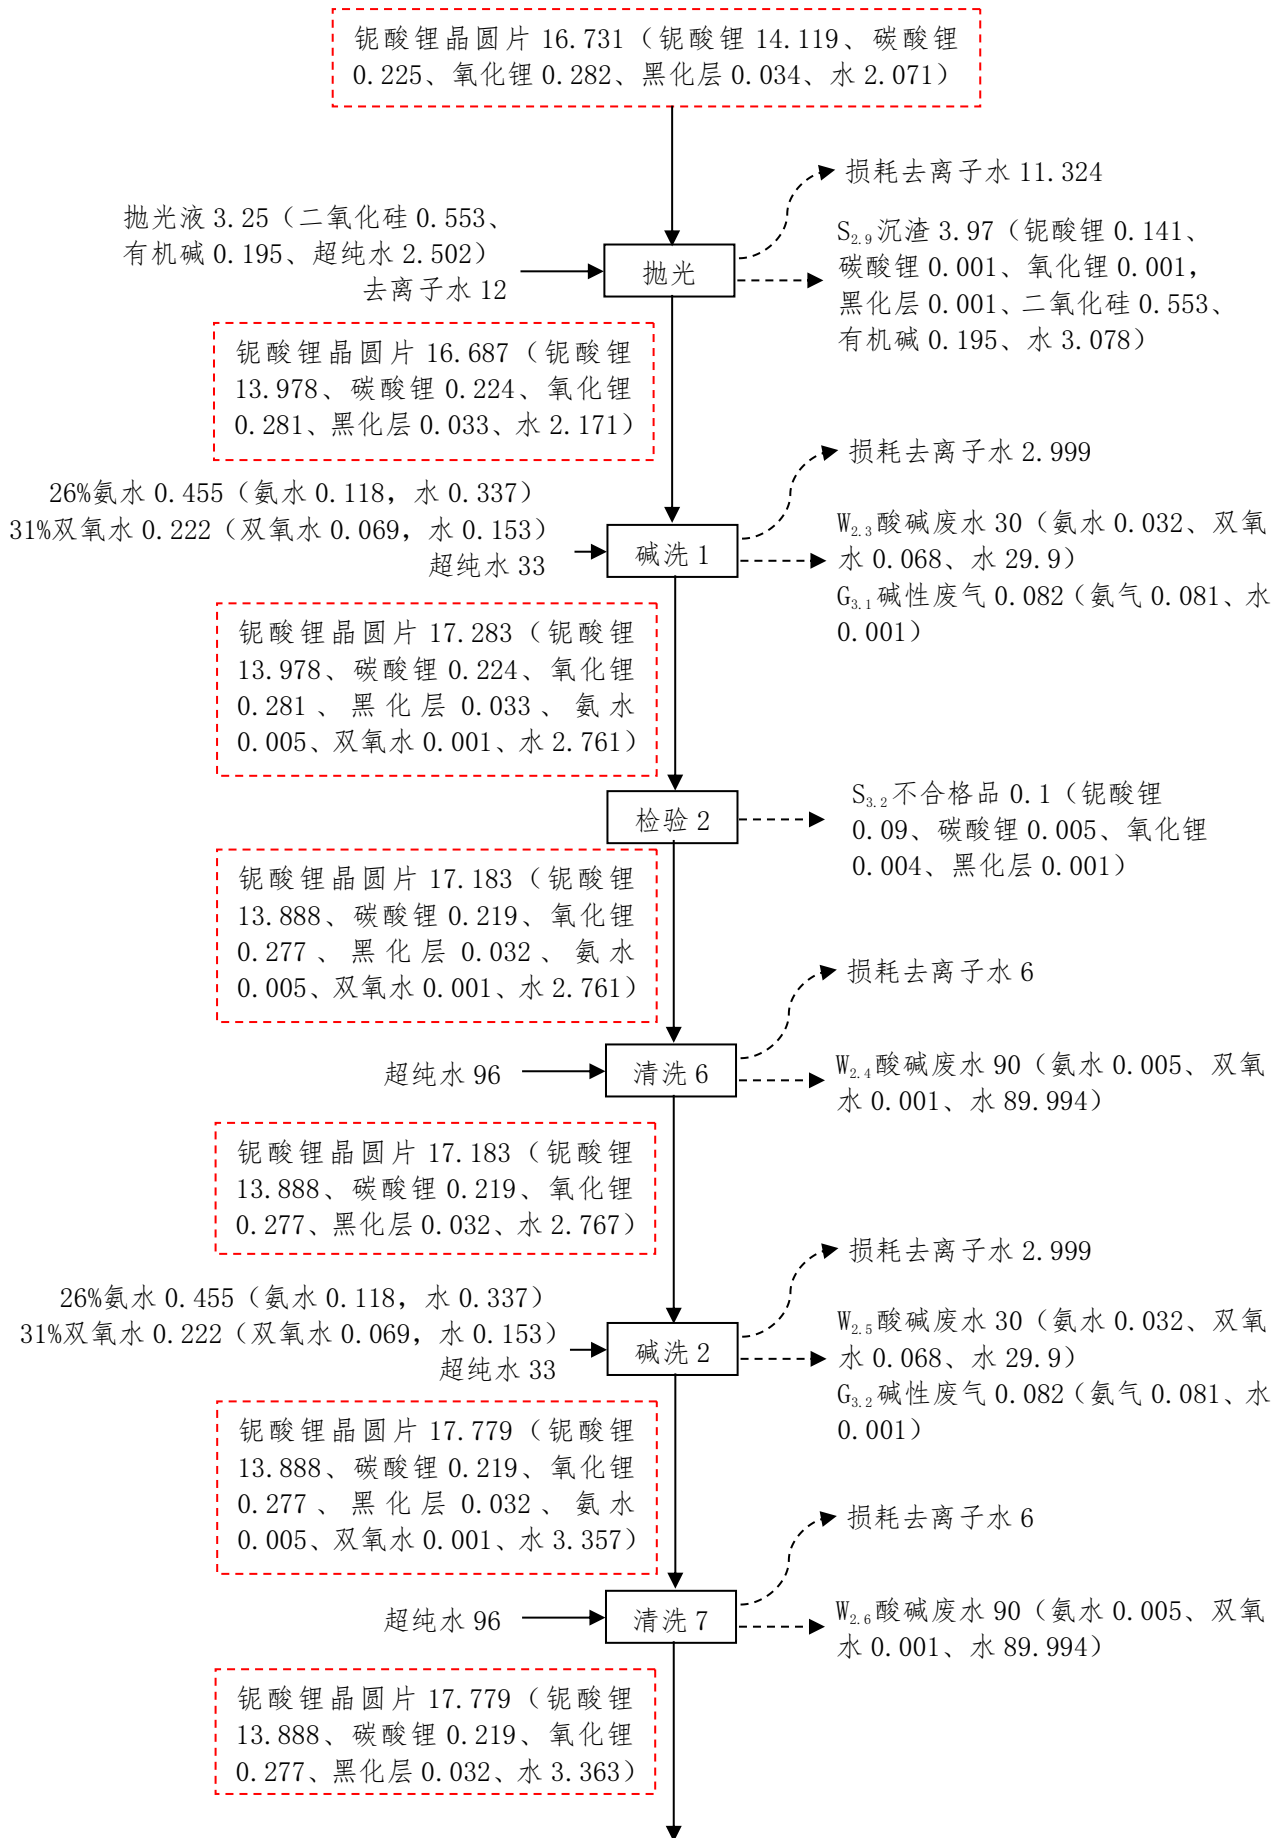 铌酸锂晶圆片 16.731（铌酸锂 14.119、碳酸锂
0.225、氧化锂 0.282、黑化层 0.034、水 2.071）
损耗去离子水 11.324
抛光液 3.25（二氧化硅 0.553、
有机碱 0.195、超纯水 2.502）
去离子水 12
抛光
S2.9 沉渣 3.97（铌酸锂 0.141、
碳酸锂 0.001、氧化锂 0.001，
黑化层 0.001、二氧化硅 0.553、
有机碱 0.195、水 3.078）
铌酸锂晶圆片 16.687（铌酸锂
13.978、碳酸锂 0.224、氧化锂
0.281、黑化层 0.033、水 2.171）
损耗去离子水 2.999
26%氨水 0.455（氨水 0.118，水 0.337）
31%双氧水 0.222（双氧水 0.069，水 0.153）
超纯水 33
碱洗 1
W2.3 酸碱废水 30（氨水 0.032、双氧
水 0.068、水 29.9）
G3.1 碱性废气 0.082（氨气 0.081、水
0.001）
铌酸锂晶圆片 17.283（铌酸锂
13.978、碳酸锂 0.224、氧化锂
0.281、黑化层 0.033、氨水
0.005、双氧水 0.001、水 2.761）
检验 2
S3.2 不合格品 0.1（铌酸锂
0.09、碳酸锂 0.005、氧化锂
0.004、黑化层 0.001）
铌酸锂晶圆片 17.183（铌酸锂
13.888、碳酸锂 0.219、氧化锂
0.277、黑化层 0.032、氨水
0.005、双氧水 0.001、水 2.761）
损耗去离子水 6
超纯水 96
清洗 6
W2.4 酸碱废水 90（氨水 0.005、双氧
水 0.001、水 89.994）
铌酸锂晶圆片 17.183（铌酸锂
13.888、碳酸锂 0.219、氧化锂
0.277、黑化层 0.032、水 2.767）
损耗去离子水 2.999
26%氨水 0.455（氨水 0.118，水 0.337）
31%双氧水 0.222（双氧水 0.069，水 0.153）
超纯水 33
碱洗 2
W2.5 酸碱废水 30（氨水 0.032、双氧
水 0.068、水 29.9）
G3.2 碱性废气 0.082（氨气 0.081、水
0.001）
铌酸锂晶圆片 17.779（铌酸锂
13.888、碳酸锂 0.219、氧化锂
0.277、黑化层 0.032、氨水
0.005、双氧水 0.001、水 3.357）
损耗去离子水 6
超纯水 96
清洗 7
W2.6 酸碱废水 90（氨水 0.005、双氧
水 0.001、水 89.994）
铌酸锂晶圆片 17.779（铌酸锂
13.888、碳酸锂 0.219、氧化锂
0.277、黑化层 0.032、水 3.363）